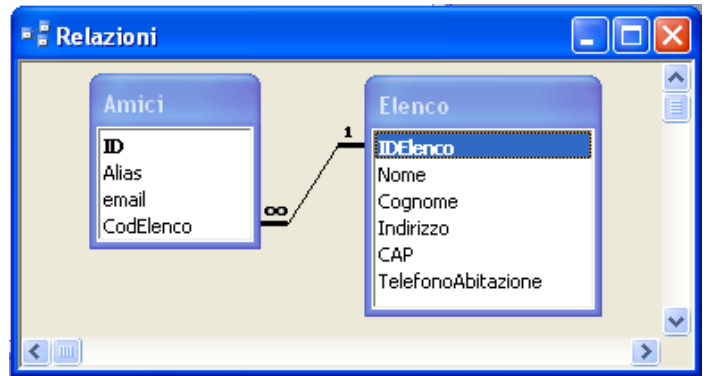 Relazioni
Amici
ID
Alias
email
CodElenco
∞
1
Elenco
IDElenco
Nome
Cognome
Indirizzo
CAP
TelefonoAbitazione